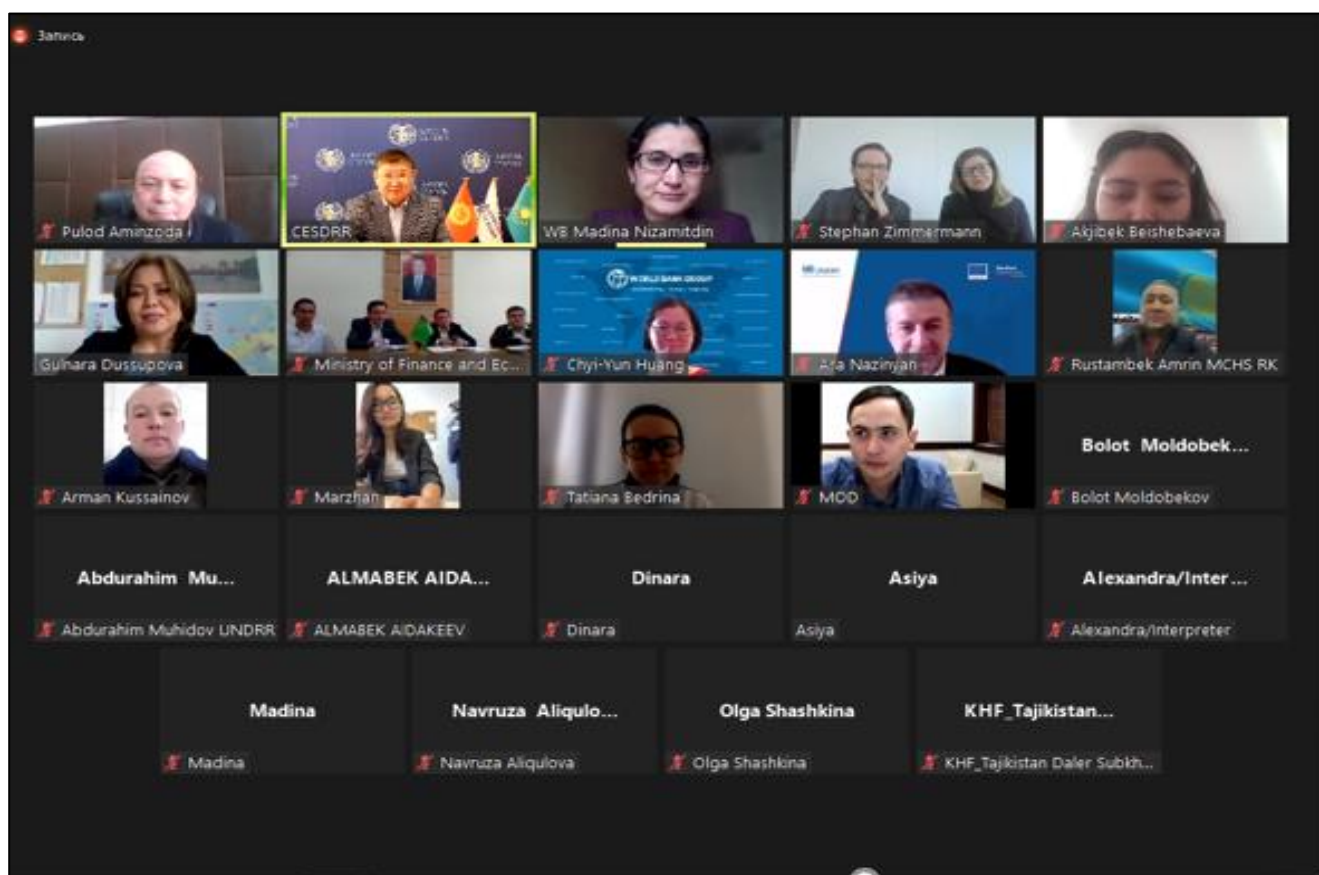 Запись
Pulod Aminzoda
CESDRR
WB Madina Nizamitdin
Stephan Zimmermann
Akjibek Beishebaeva
Gulnara Dussupova
Ministry of Finance and Ec...
WORLD BANK GROUP
Chyi-Yun Huang
Ara Nazinyan
Rustambek Amrin MCHS RK
Arman Kussainov
Marzhan
Tatiana Bedrina
MOD
Bolot Moldobek...
Bolot Moldobekov
Abdurahim Mu...
ALMABEK AIDA...
Dinara
Asiya
Alexandra/Inter...
Abdurahim Muhidov UNDRR
ALMABEK AIDAKEEV
Dinara
Asiya
Alexandra/Interpreter
Madina
Navruza Aliqulo...
Olga Shashkina
KHF_Tajikistan...
Madina
Navruza Aliqulova
Olga Shashkina
KHF_Tajikistan Daler Subkh...